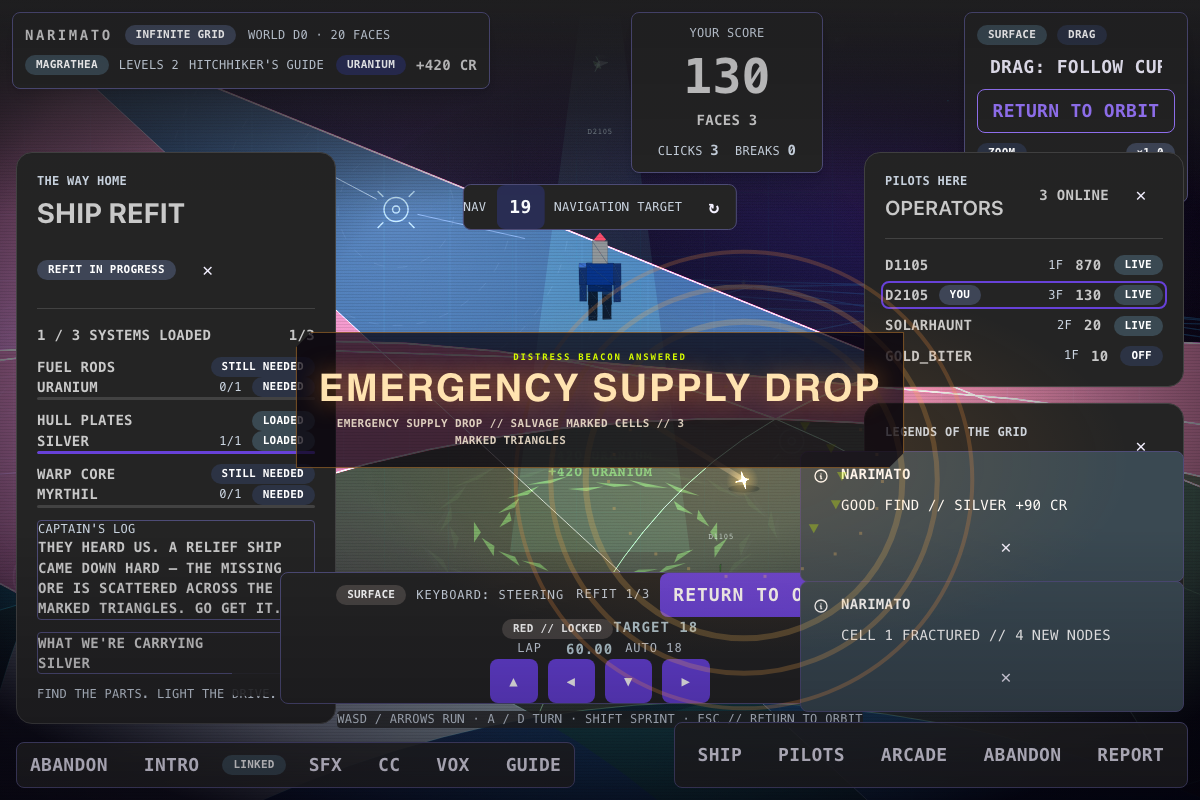 NARIMATO INFINITE GRID WORLD D0 · 20 FACES
MAGRATHEA LEVELS 2 HITCHHIKER'S GUIDE URANIUM +420 CR
YOUR SCORE
130
FACES 3
CLICKS 3 BREAKS 0
SURFACE DRAG
DRAG: FOLLOW CUR
RETURN TO ORBIT
ZOOM ×1.0
D2105
THE WAY HOME
SHIP REFIT
REFIT IN PROGRESS ×
1 / 3 SYSTEMS LOADED 1/3
FUEL RODS STILL NEEDED
URANIUM 0/1 NEEDED
HULL PLATES LOADED
SILVER 1/1 LOADED
WARP CORE STILL NEEDED
MYRTHIL 0/1 NEEDED
CAPTAIN'S LOG
THEY HEARD US. A RELIEF SHIP
CAME DOWN HARD — THE MISSING
ORE IS SCATTERED ACROSS THE
MARKED TRIANGLES. GO GET IT.
WHAT WE'RE CARRYING
SILVER
FIND THE PARTS. LIGHT THE DRIVE.
NAV 19 NAVIGATION TARGET ↻
PILOTS HERE
OPERATORS 3 ONLINE ×
D1105 1F 870 LIVE
D2105 YOU 3F 130 LIVE
SOLARHAUNT 2F 20 LIVE
GOLD_BITER 1F 10 OFF
DISTRESS BEACON ANSWERED
EMERGENCY SUPPLY DROP
EMERGENCY SUPPLY DROP // SALVAGE MARKED CELLS // 3
MARKED TRIANGLES
LEGENDS OF THE GRID
×
+420 URANIUM
D1105
NARIMATO
GOOD FIND // SILVER +90 CR
×
NARIMATO
CELL 1 FRACTURED // 4 NEW NODES
×
SURFACE KEYBOARD: STEERING REFIT 1/3 RETURN TO O
RED // LOCKED TARGET 18
LAP 60.00 AUTO 18
▲ ◀ ▼ ▶
WASD / ARROWS RUN · A / D TURN · SHIFT SPRINT · ESC // RETURN TO ORBIT
ABANDON INTRO LINKED SFX CC VOX GUIDE
SHIP PILOTS ARCADE ABANDON REPORT